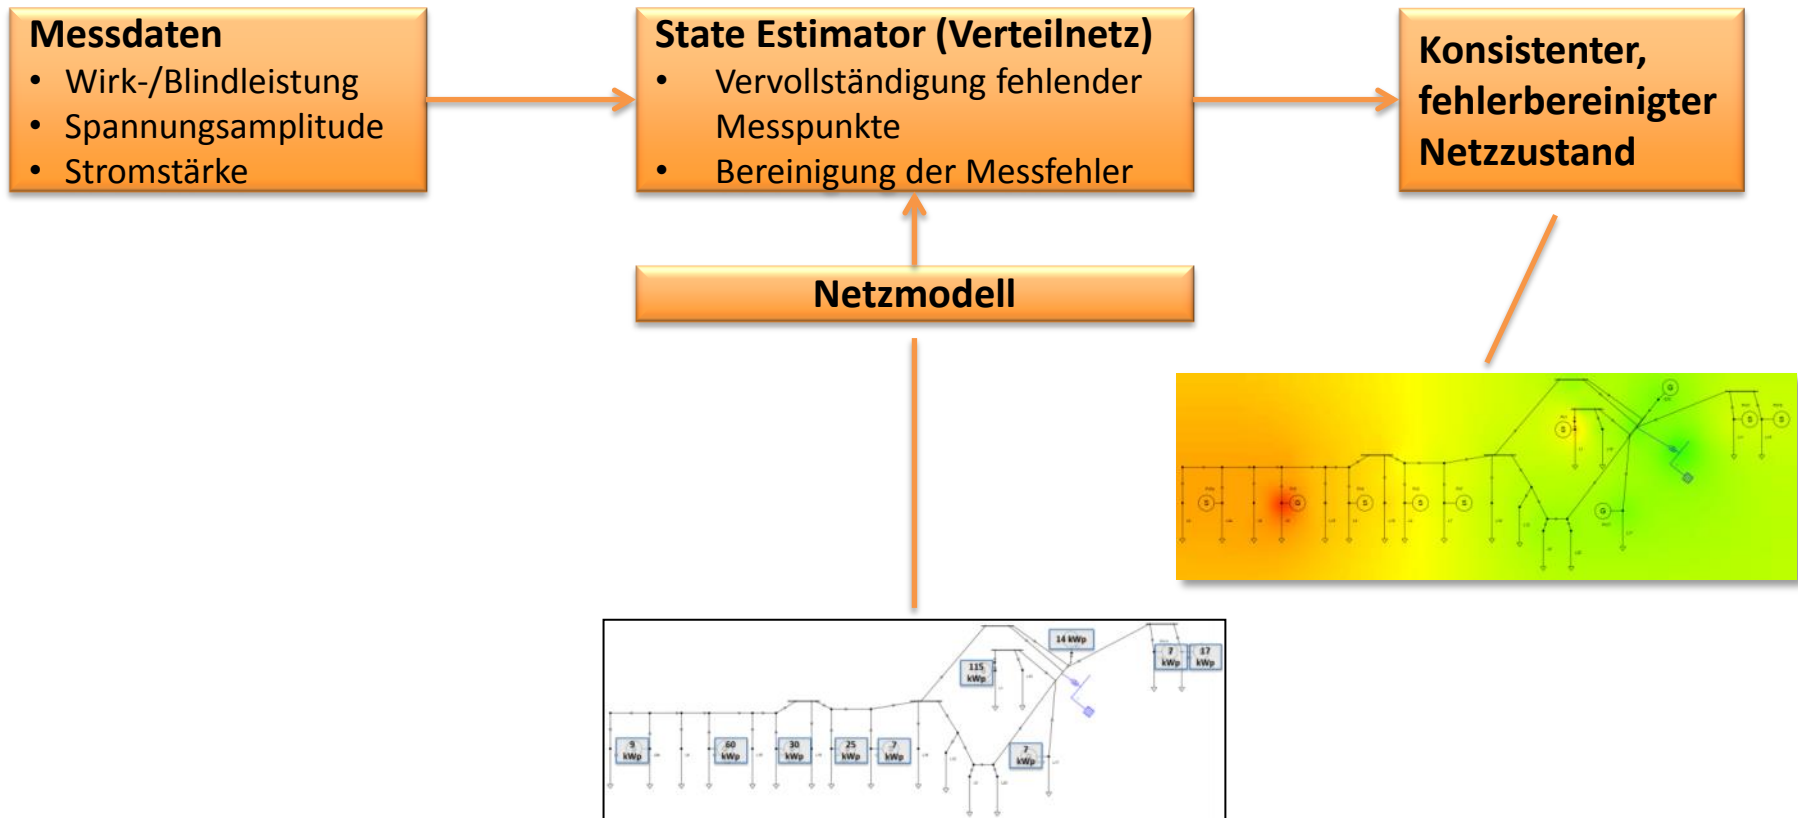 Messdaten
• Wirk-/Blindleistung
• Spannungsamplitude
• Stromstärke
State Estimator (Verteilnetz)
• Vervollständigung fehlender
Messpunkte
• Bereinigung der Messfehler
Konsistenter,
fehlerbereinigter
Netzzustand
Netzmodell
G
S
S
S
S
G
S
S
S
G
14 kWp
115
kWp
7
kWp
17
kWp
9
kWp
60
kWp
30
kWp
25
kWp
7
kWp
7
kWp